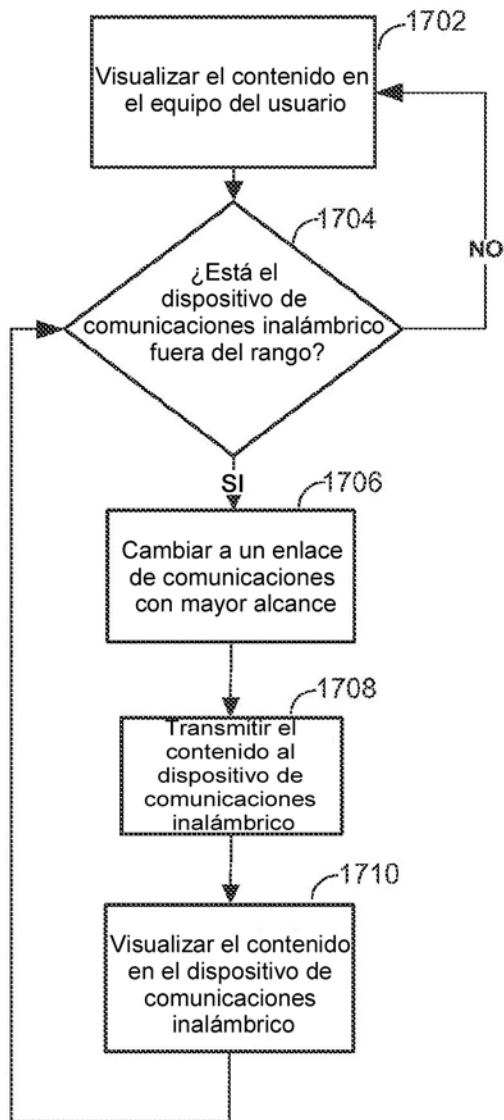 1702
Visualizar el contenido en
el equipo del usuario
1704
¿Está el
dispositivo de
comunicaciones inalámbrico
fuera del rango?
NO
SI
1706
Cambiar a un enlace
de comunicaciones
con mayor alcance
1708
Transmitir el
contenido al
dispositivo de
comunicaciones
inalámbrico
1710
Visualizar el contenido
en el dispositivo de
comunicaciones
inalámbrico